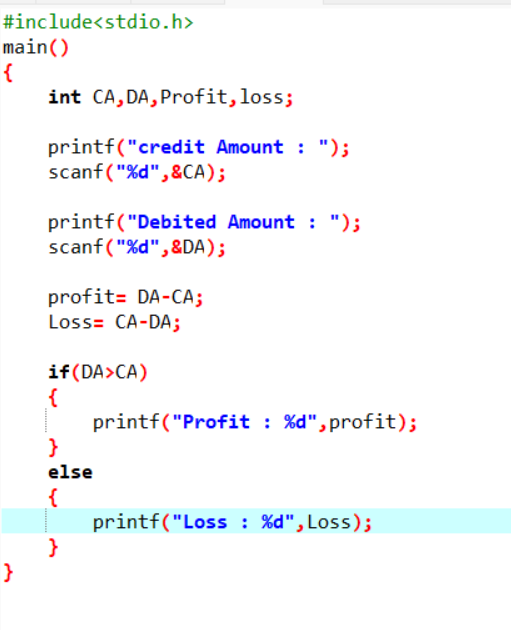 #include<stdio.h>
main()
{
    int CA,DA,Profit,loss;
    printf("credit Amount : ");
    scanf("%d",&CA);
    printf("Debited Amount : ");
    scanf("%d",&DA);
    profit= DA-CA;
    Loss= CA-DA;
    if(DA>CA)
    {
        printf("Profit : %d",profit);
    }
    else
    {
        printf("Loss : %d",Loss);
    }
}